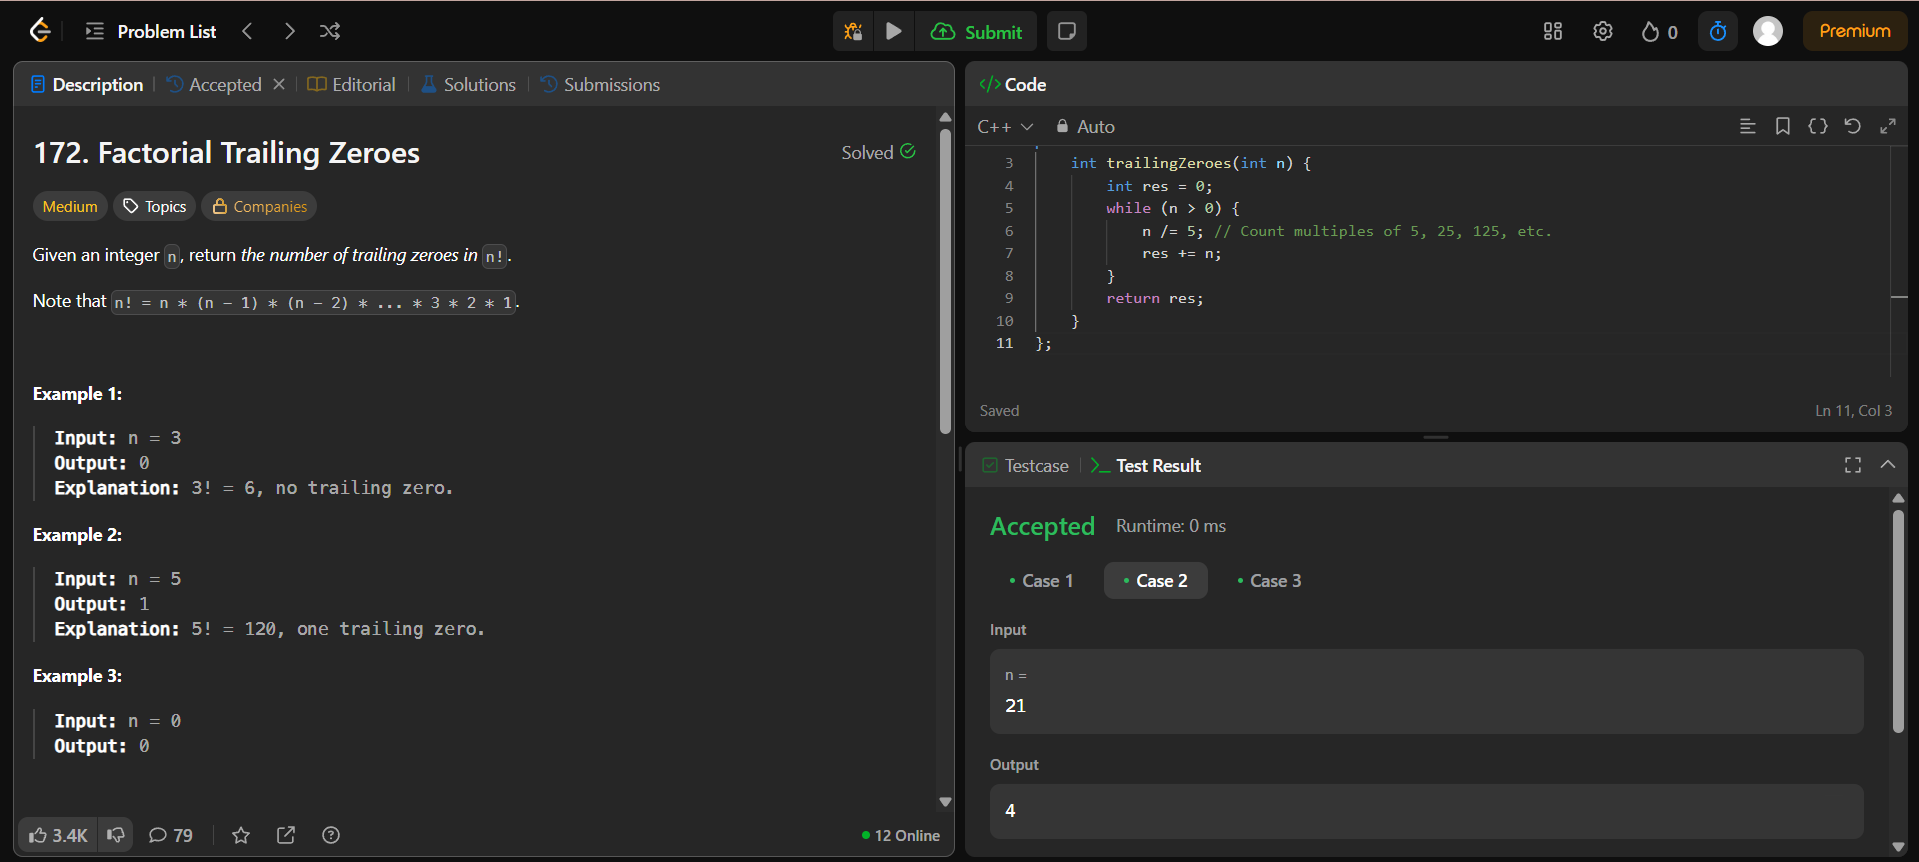 Problem List
Submit
0
Premium
Description
Accepted
Editorial
Solutions
Submissions
172. Factorial Trailing Zeroes
Solved
Medium
Topics
Companies
Given an integer n, return the number of trailing zeroes in n!.
Note that n! = n * (n - 1) * (n - 2) * ... * 3 * 2 * 1.
Example 1:
Input: n = 3
Output: 0
Explanation: 3! = 6, no trailing zero.
Example 2:
Input: n = 5
Output: 1
Explanation: 5! = 120, one trailing zero.
Example 3:
Input: n = 0
Output: 0
3.4K
79
12 Online
</> Code
C++
Auto
3 int trailingZeroes(int n) {
4 int res = 0;
5 while (n > 0) {
6 n /= 5; // Count multiples of 5, 25, 125, etc.
7 res += n;
8 }
9 return res;
10 }
11 };
Saved
Ln 11, Col 3
Testcase
>_ Test Result
Accepted
Runtime: 0 ms
Case 1
Case 2
Case 3
Input
n =
21
Output
4